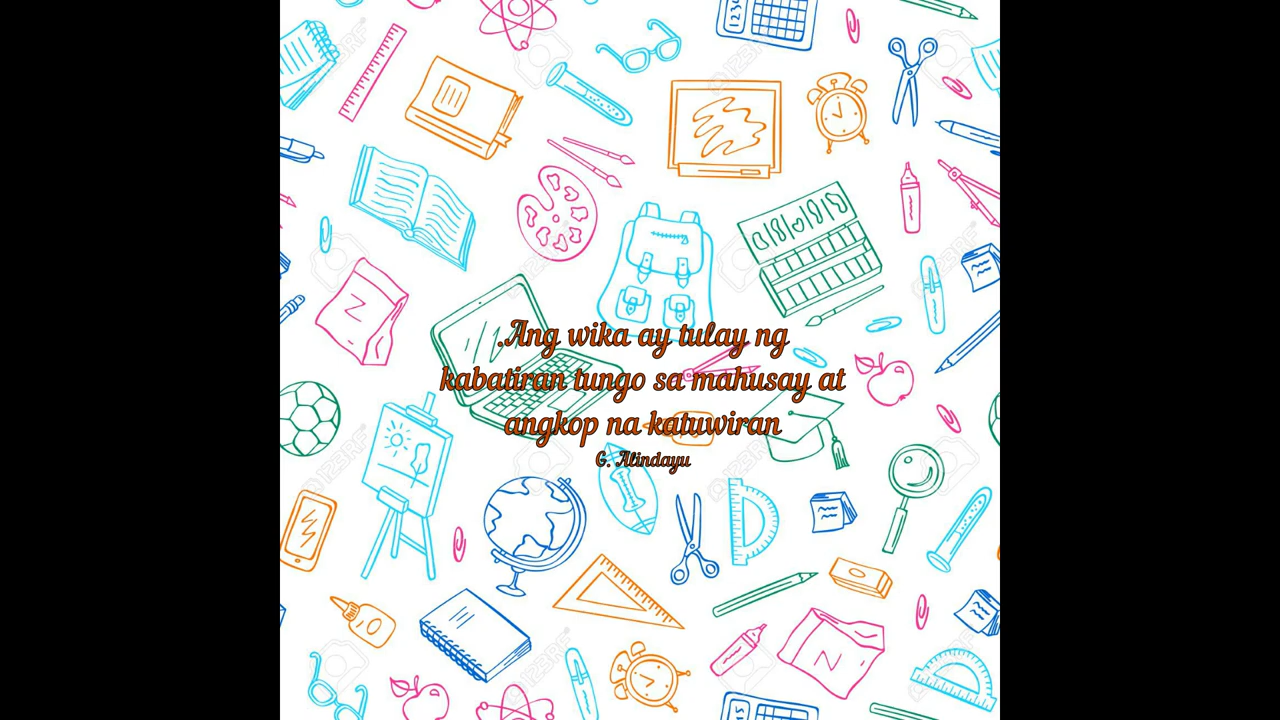 .Ang wika ay tulay ng
kabatiran tungo sa mahusay at
angkop na katuwiran
G. Alindayu